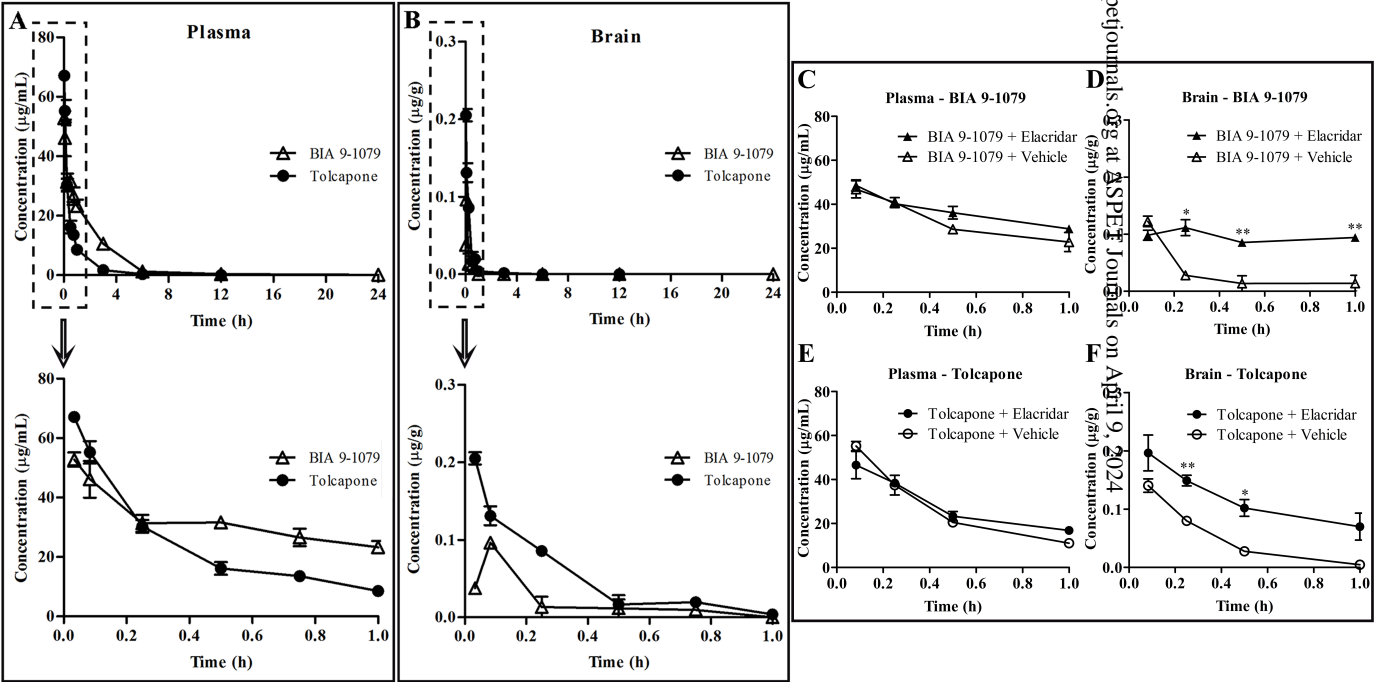 A
Plasma
Concentration (µg/mL)
80
60
40
20
0
BIA 9-1079
Tolcapone
0 4 8 12 16 20 24
Time (h)
Concentration (µg/mL)
80
60
40
20
0
BIA 9-1079
Tolcapone
0.0 0.2 0.4 0.6 0.8 1.0
Time (h)
B
Brain
Concentration (µg/g)
0.3
0.2
0.1
0.0
BIA 9-1079
Tolcapone
0 4 8 12 16 20 24
Time (h)
Concentration (µg/g)
0.3
0.2
0.1
0.0
BIA 9-1079
Tolcapone
0.0 0.2 0.4 0.6 0.8 1.0
Time (h)
C
Plasma - BIA 9-1079
Concentration (µg/mL)
80
60
40
20
0
BIA 9-1079 + Elacridar
BIA 9-1079 + Vehicle
0.0 0.2 0.4 0.6 0.8 1.0
Time (h)
D
Brain - BIA 9-1079
Concentration (µg/g)
BIA 9-1079 + Elacridar
BIA 9-1079 + Vehicle
*
**
**
0.0 0.2 0.4 0.6 0.8 1.0
Time (h)
E
Plasma - Tolcapone
Concentration (µg/mL)
80
60
40
20
0
Tolcapone + Elacridar
Tolcapone + Vehicle
0.0 0.2 0.4 0.6 0.8 1.0
Time (h)
F
Brain - Tolcapone
Concentration (µg/g)
0.1
0.0
Tolcapone + Elacridar
Tolcapone + Vehicle
**
*
0.0 0.2 0.4 0.6 0.8 1.0
Time (h)
petjournals.org at ASPET Journals on April 9, 2024